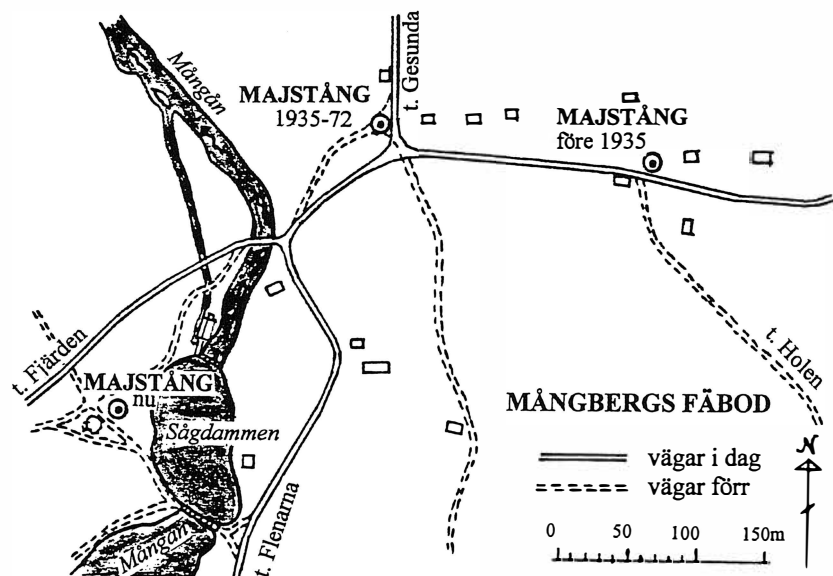 Mångån
t. Gesunda
MAJSTÅNG
1935-72
MAJSTÅNG
före 1935
t. Fjärden
MAJSTÅNG
nu
Sågdammen
t. Holen
MÅNGBERGS FÄBOD
vägar i dag
vägar förr
N
0 50 100 150m
Mångån
t. Flenarna